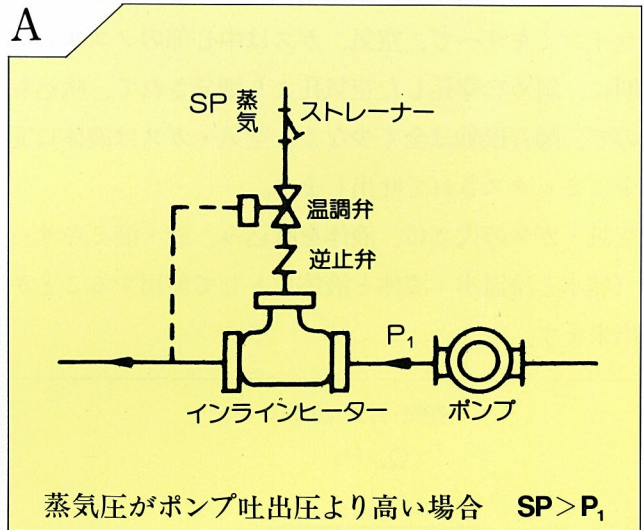 A
SP 蒸気
ストレーナー
温調弁
逆止弁
P₁
インラインヒーター
ポンプ
蒸気圧がポンプ吐出圧より高い場合 SP>P₁